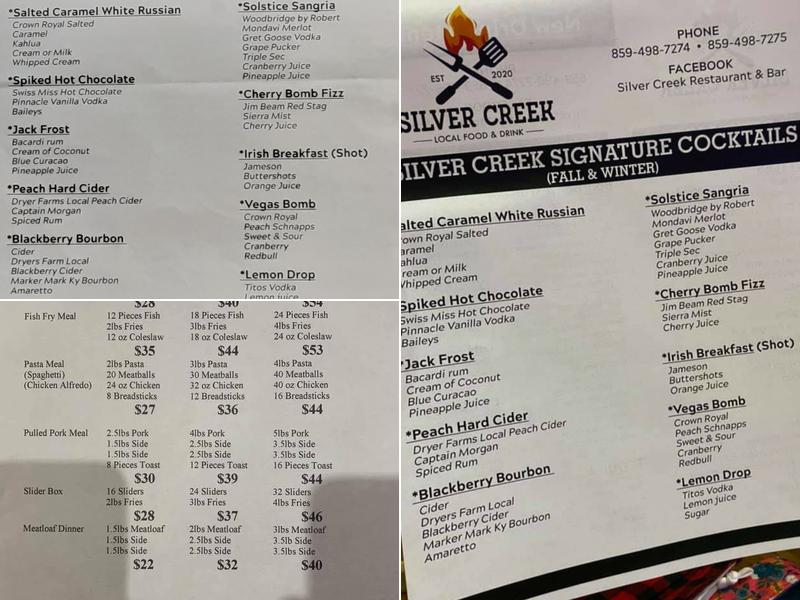 *Salted Caramel White Russian
Crown Royal Salted
Caramel
Kahlua
Cream or Milk
Whipped Cream
*Spiked Hot Chocolate
Swiss Miss Hot Chocolate
Pinnacle Vanilla Vodka
Baileys
*Jack Frost
Bacardi rum
Cream of Coconut
Blue Curacao
Pineapple Juice
*Peach Hard Cider
Dryer Farms Local Peach Cider
Captain Morgan
Spiced Rum
*Blackberry Bourbon
Cider
Dryers Farm Local
Blackberry Cider
Marker Mark Ky Bourbon
Amaretto
*Solstice Sangria
Woodbridge by Robert
Mondavi Merlot
Gret Goose Vodka
Grape Pucker
Triple Sec
Cranberry Juice
Pineapple Juice
*Cherry Bomb Fizz
Jim Beam Red Stag
Sierra Mist
Cherry Juice
*Irish Breakfast (Shot)
Jameson
Buttershots
Orange Juice
*Vegas Bomb
Crown Royal
Peach Schnapps
Sweet & Sour
Cranberry
Redbull
*Lemon Drop
Titos Vodka
Lemon juice
EST 2020
SILVER CREEK
LOCAL FOOD & DRINK
PHONE
859-498-7274 • 859-498-7275
FACEBOOK
Silver Creek Restaurant & Bar
SILVER CREEK SIGNATURE COCKTAILS
(FALL & WINTER)
alted Caramel White Russian
rown Royal Salted
aramel
ahlua
ream or Milk
Whipped Cream
Spiked Hot Chocolate
Swiss Miss Hot Chocolate
Pinnacle Vanilla Vodka
Baileys
*Jack Frost
Bacardi rum
Cream of Coconut
Blue Curacao
Pineapple Juice
*Peach Hard Cider
Dryer Farms Local Peach Cider
Captain Morgan
Spiced Rum
*Blackberry Bourbon
Cider
Dryers Farm Local
Blackberry Cider
Marker Mark Ky Bourbon
Amaretto
*Solstice Sangria
Woodbridge by Robert
Mondavi Merlot
Gret Goose Vodka
Grape Pucker
Triple Sec
Cranberry Juice
Pineapple Juice
*Cherry Bomb Fizz
Jim Beam Red Stag
Sierra Mist
Cherry Juice
*Irish Breakfast (Shot)
Jameson
Buttershots
Orange Juice
*Vegas Bomb
Crown Royal
Peach Schnapps
Sweet & Sour
Cranberry
Redbull
*Lemon Drop
Titos Vodka
Lemon juice
Sugar
$28 $40 $54
Fish Fry Meal 12 Pieces Fish 18 Pieces Fish 24 Pieces Fish
2lbs Fries 3lbs Fries 4lbs Fries
12 oz Coleslaw 18 oz Coleslaw 24 oz Coleslaw
$35 $44 $53
Pasta Meal 2lbs Pasta 3lbs Pasta 4lbs Pasta
(Spaghetti) 20 Meatballs 30 Meatballs 40 Meatballs
(Chicken Alfredo) 24 oz Chicken 32 oz Chicken 40 oz Chicken
8 Breadsticks 12 Breadsticks 16 Breadsticks
$27 $36 $44
Pulled Pork Meal 2.5lbs Pork 4lbs Pork 5lbs Pork
1.5lbs Side 2.5lbs Side 3.5lbs Side
1.5lbs Side 2.5lbs Side 3.5lbs Side
8 Pieces Toast 12 Pieces Toast 16 Pieces Toast
$30 $39 $44
Slider Box 16 Sliders 24 Sliders 32 Sliders
2lbs Fries 3lbs Fries 4lbs Fries
$28 $37 $46
Meatloaf Dinner 1.5lbs Meatloaf 2lbs Meatloaf 3lbs Meatloaf
1.5lbs Side 2.5lbs Side 3.5lb Side
1.5lbs Side 2.5lbs Side 3.5lbs Side
$22 $32 $40